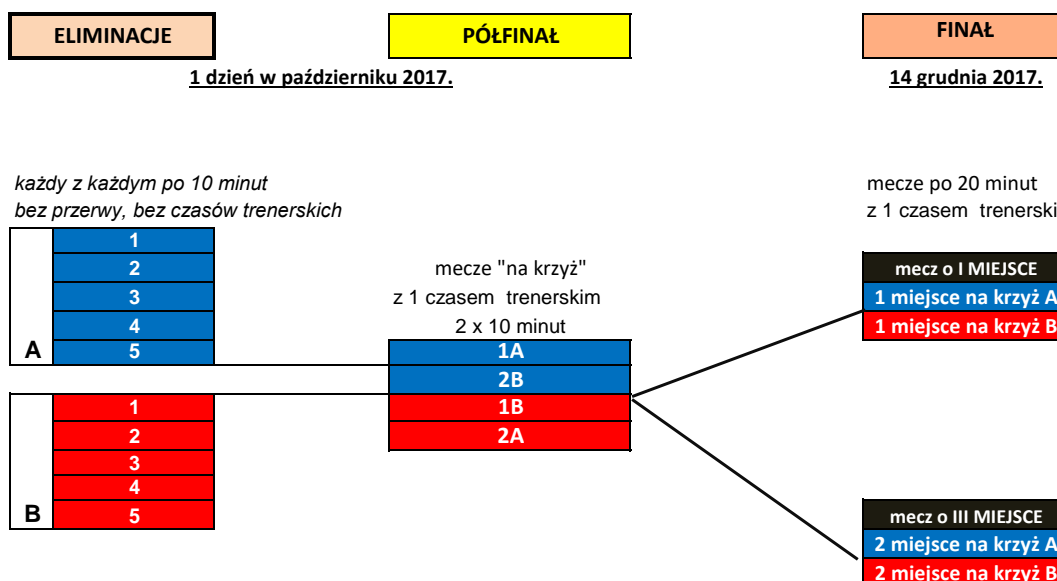 ELIMINACJE
PÓŁFINAŁ
FINAŁ
1 dzień w październiku 2017.
14 grudnia 2017.
każdy z każdym po 10 minut
bez przerwy, bez czasów trenerskich
mecze po 20 minut
z 1 czasem trenerski
1
2
3
4
A 5
mecze "na krzyż"
z 1 czasem trenerskim
2 x 10 minut
1A
2B
1B
2A
mecz o I MIEJSCE
1 miejsce na krzyż A
1 miejsce na krzyż B
1
2
3
4
B 5
mecz o III MIEJSCE
2 miejsce na krzyż A
2 miejsce na krzyż B